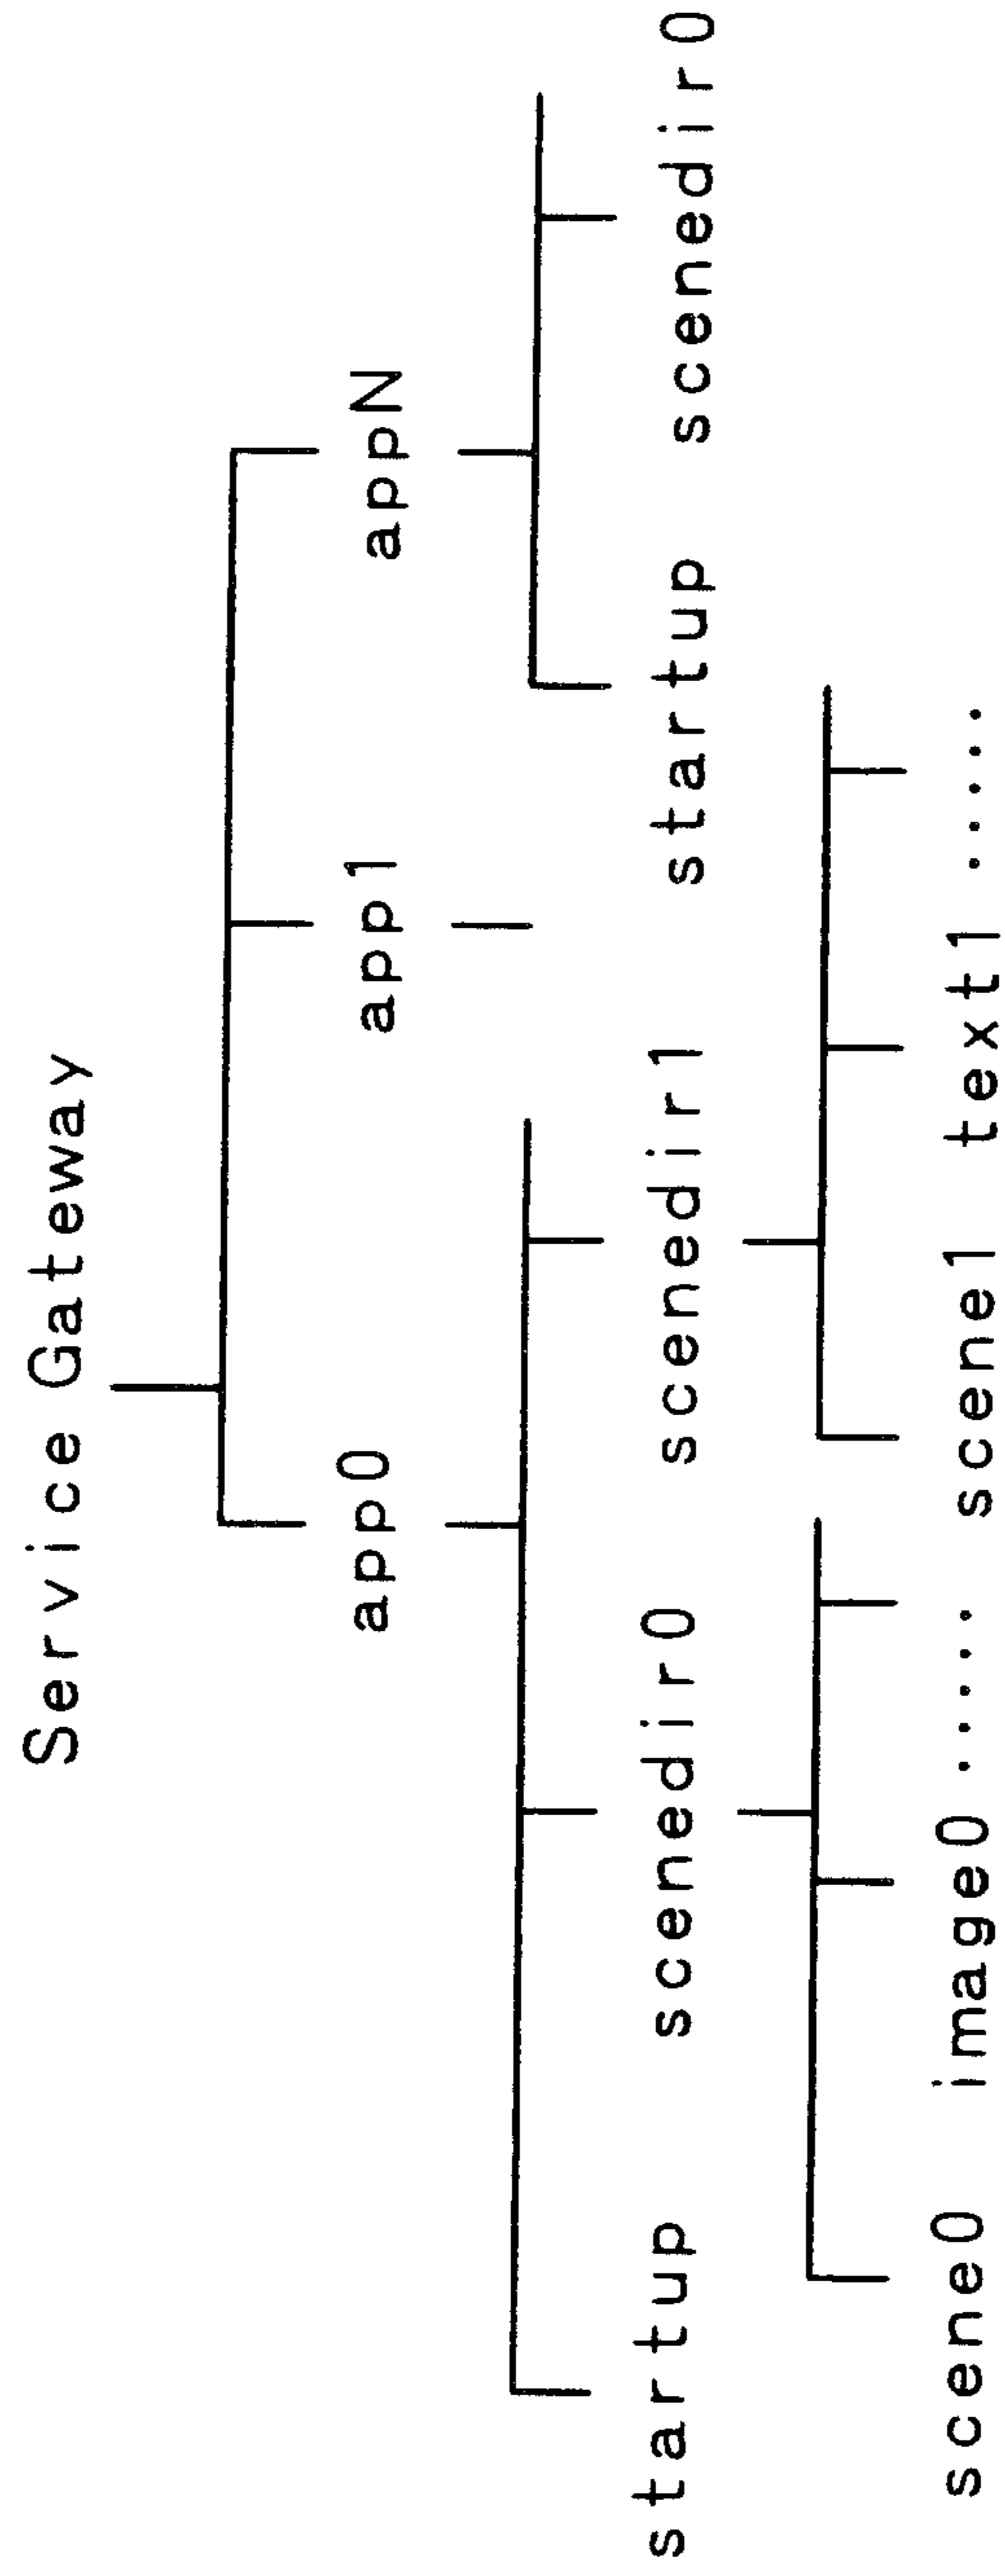 Service Gateway
app0 app1 appN
startup scenedir0 scenedir1 startup scenedir0
scene0 image0 ..... scene1 text1 .....